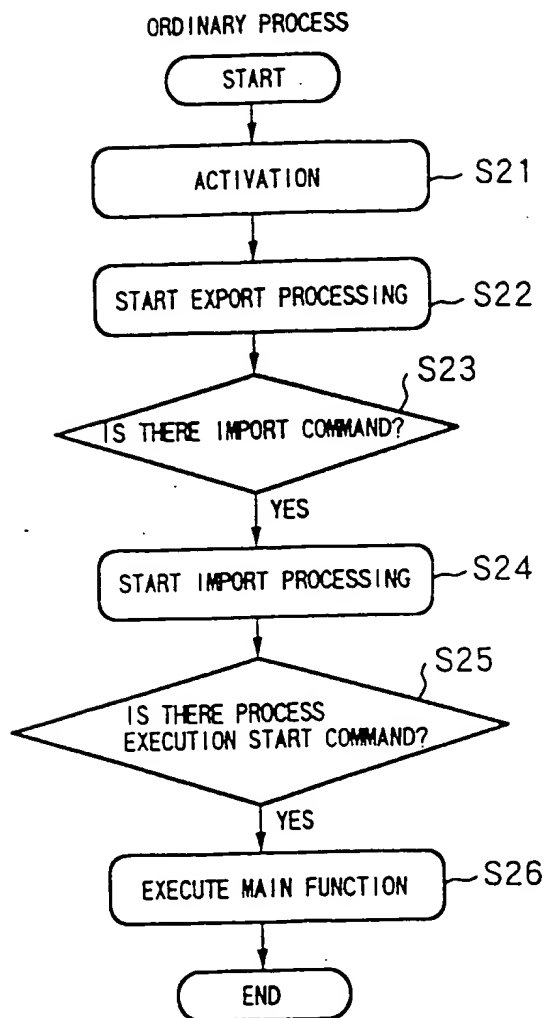 ORDINARY PROCESS
START
ACTIVATION
S21
START EXPORT PROCESSING
S22
S23
IS THERE IMPORT COMMAND?
YES
START IMPORT PROCESSING
S24
S25
IS THERE PROCESS
EXECUTION START COMMAND?
YES
EXECUTE MAIN FUNCTION
S26
END